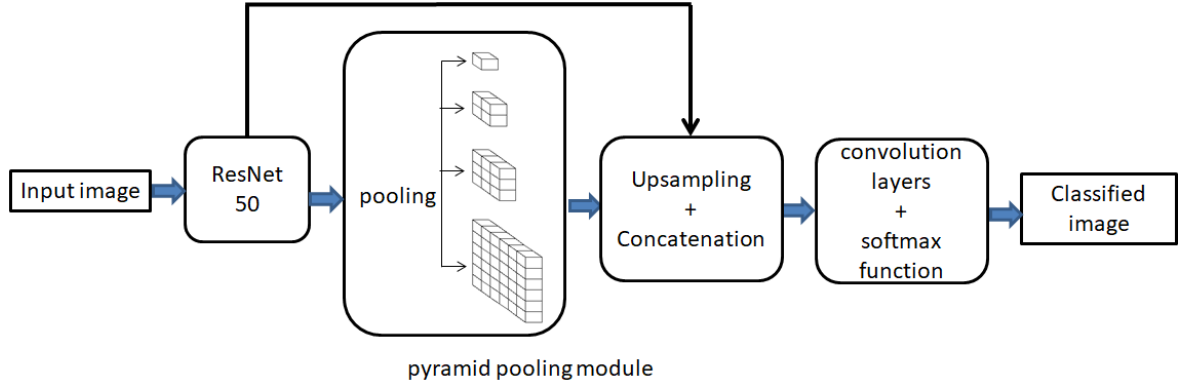 Input image
ResNet
50
pooling
pyramid pooling module
Upsampling
+
Concatenation
convolution
layers
+
softmax
function
Classified
image